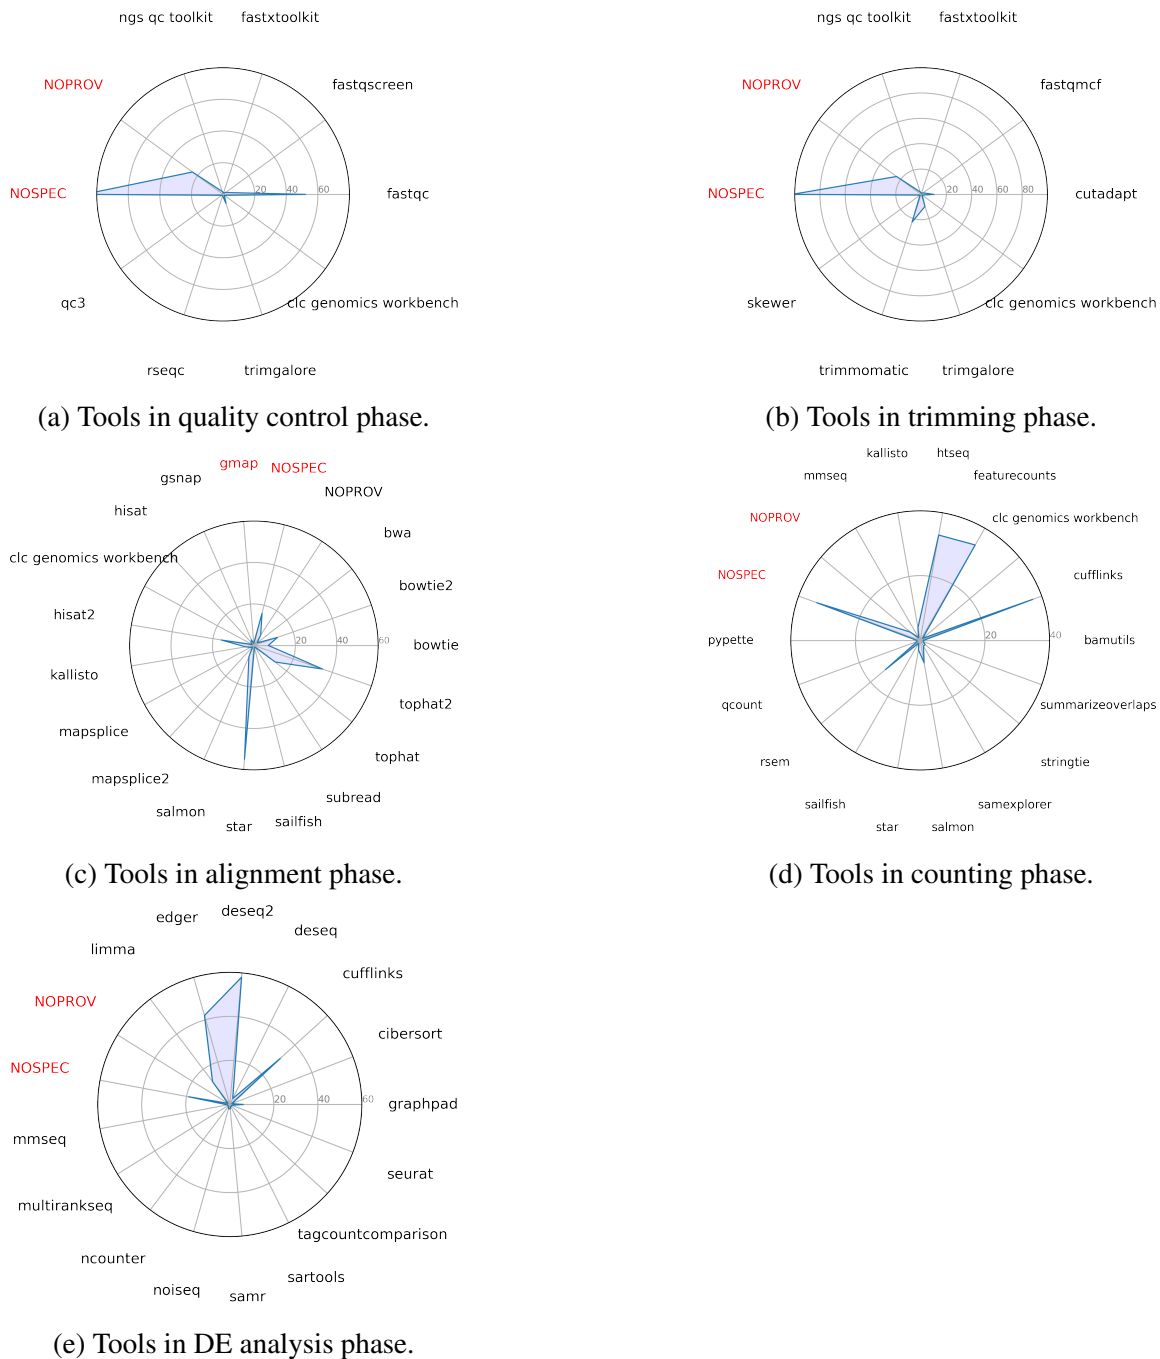 ngs qc toolkit fastxtoolkit
NOPROV fastqscreen
NOSPEC 20 40 60 fastqc
qc3 clc genomics workbench
rseqc trimgalore
(a) Tools in quality control phase.
ngs qc toolkit fastxtoolkit
NOPROV fastqmcf
NOSPEC 20 40 60 80 cutadapt
skewer clc genomics workbench
trimmomatic trimgalore
(b) Tools in trimming phase.
gmap NOSPEC
gsnap NOPROV
hisat bwa
clc genomics workbench bowtie2
hisat2 20 40 60 bowtie
kallisto tophat2
mapsplice tophat
mapsplice2 subread
salmon star sailfish
(c) Tools in alignment phase.
kallisto htseq
mmseq featurecounts
NOPROV clc genomics workbench
NOSPEC cufflinks
pypette 20 40 bamutils
qcount summarizeoverlaps
rsem stringtie
sailfish samexplorer
star salmon
(d) Tools in counting phase.
edger deseq2
limma deseq
NOPROV cufflinks
NOSPEC cibersort
20 40 60 graphpad
mmseq seurat
multirankseq tagcountcomparison
ncounter sartools
noiseq samr
(e) Tools in DE analysis phase.